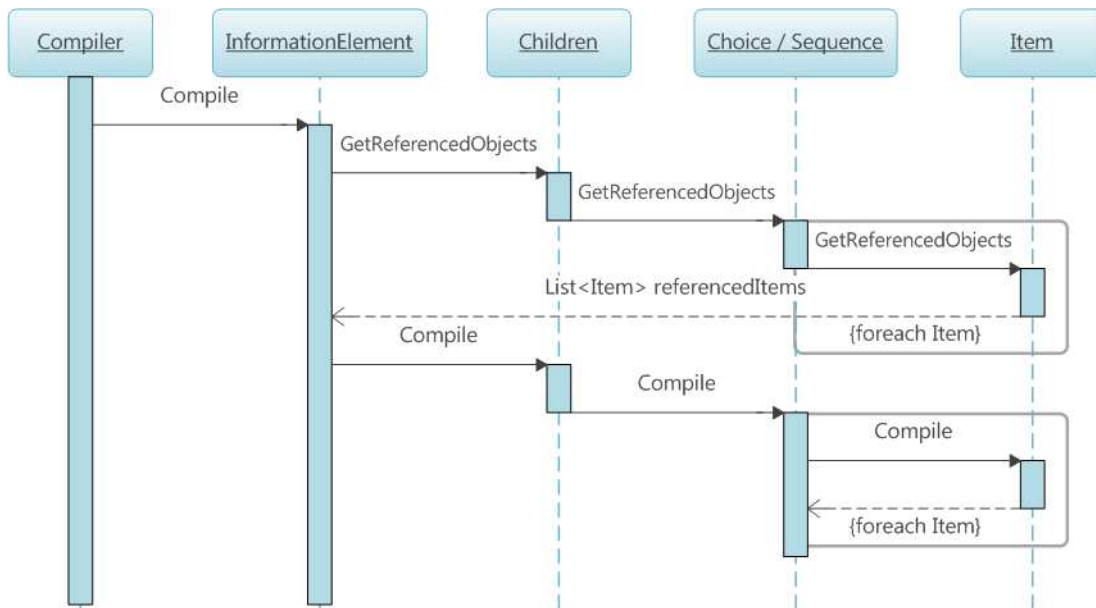 Compiler
InformationElement
Children
Choice / Sequence
Item
Compile
GetReferencedObjects
GetReferencedObjects
GetReferencedObjects
List<Item> referencedItems
{foreach Item}
Compile
Compile
Compile
{foreach Item}